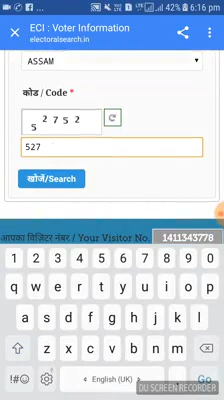 42% 6:16 pm
ECI : Voter Information
electoralsearch.in
ASSAM
कोड / Code *
5 2 7 5 2
527
खोजें/Search
आपका विजिटर नंबर / Your Visitor No. 1411343778
1 2 3 4 5 6 7 8 9 0
q w e r t y u i o p
a s d f g h j k l
z x c v b n m
!#☺ English (UK) Go
DU SCREEN RECORDER